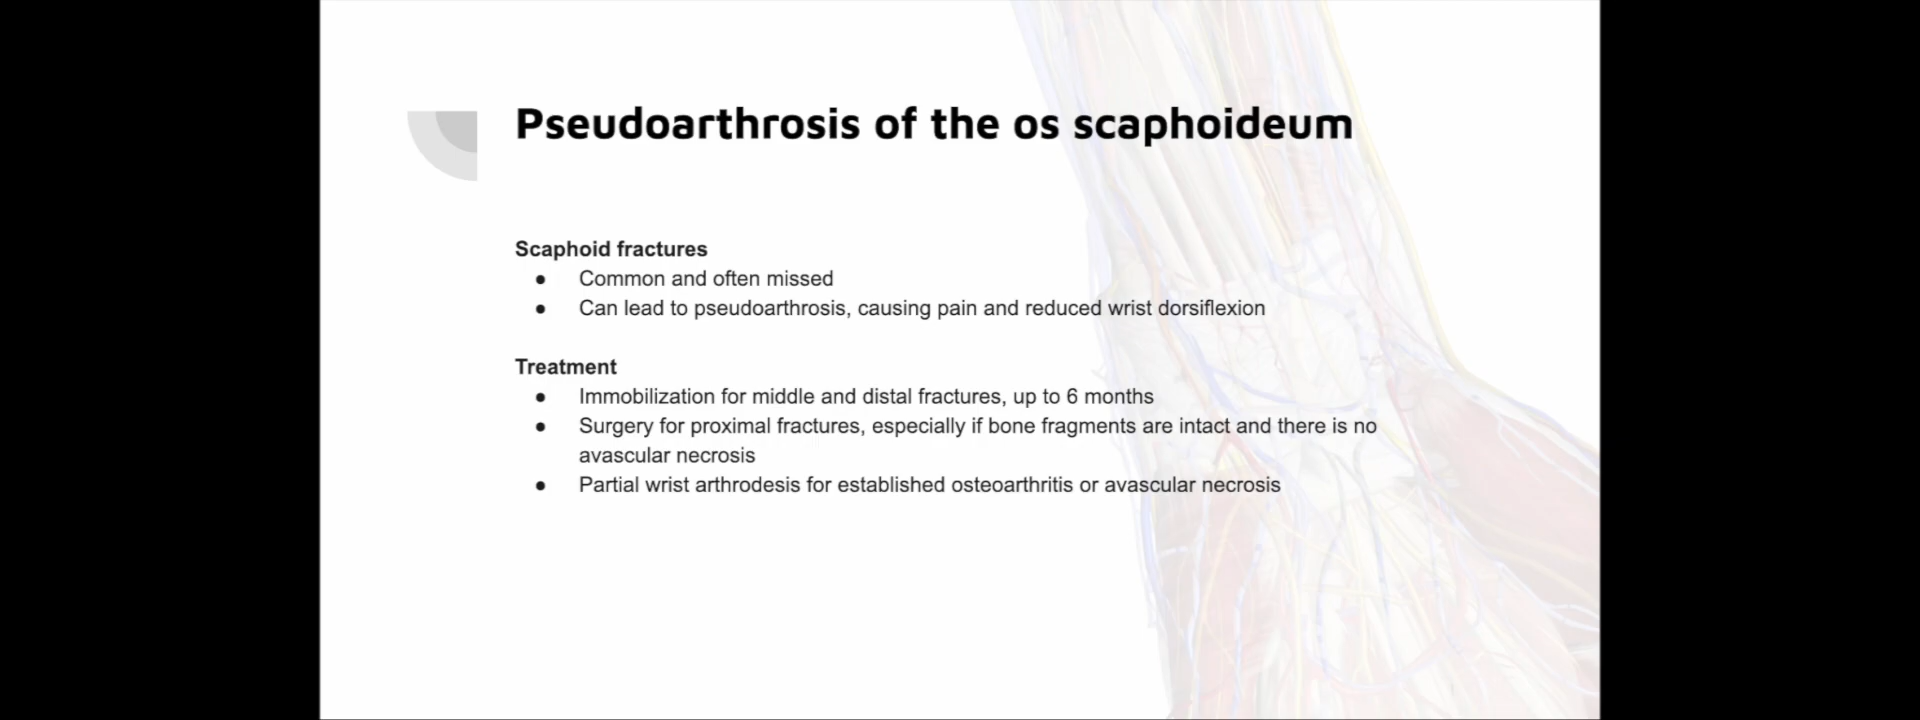 Pseudoarthrosis of the os scaphoideum
Scaphoid fractures
● Common and often missed
● Can lead to pseudoarthrosis, causing pain and reduced wrist dorsiflexion
Treatment
● Immobilization for middle and distal fractures, up to 6 months
● Surgery for proximal fractures, especially if bone fragments are intact and there is no
avascular necrosis
● Partial wrist arthrodesis for established osteoarthritis or avascular necrosis